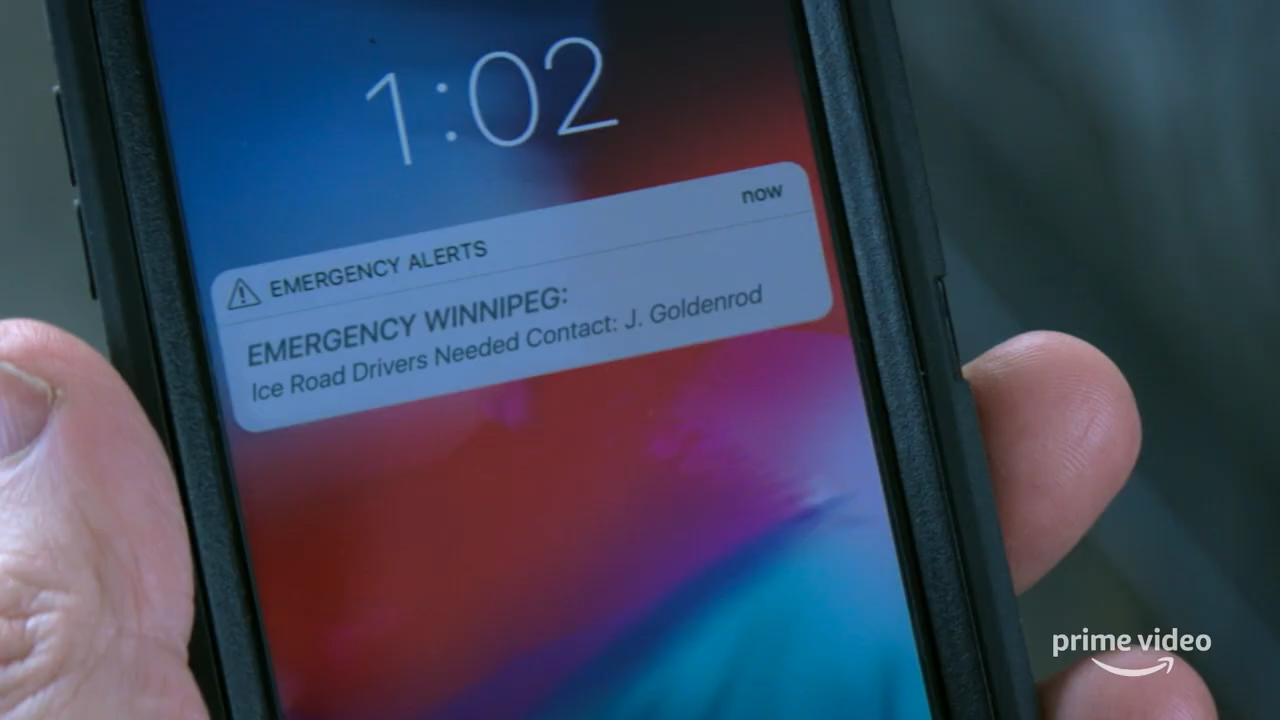 1:02
now
EMERGENCY ALERTS
EMERGENCY WINNIPEG:
Ice Road Drivers Needed Contact: J. Goldenrod
prime video